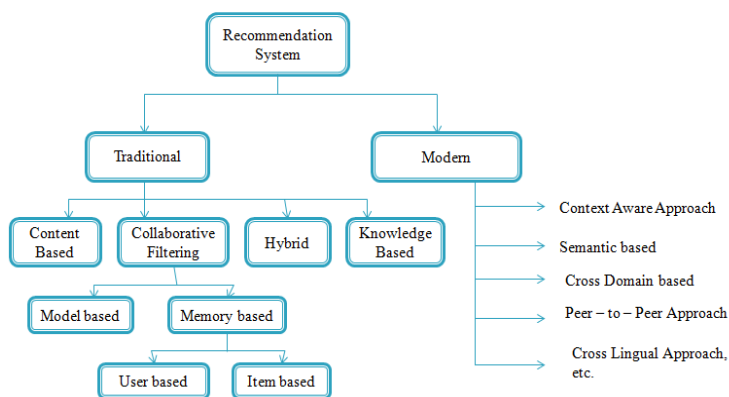 Recommendation
System
Traditional
Modern
Content
Based
Collaborative
Filtering
Hybrid
Knowledge
Based
Model based
Memory based
User based
Item based
Context Aware Approach
Semantic based
Cross Domain based
Peer – to – Peer Approach
Cross Lingual Approach,
etc.